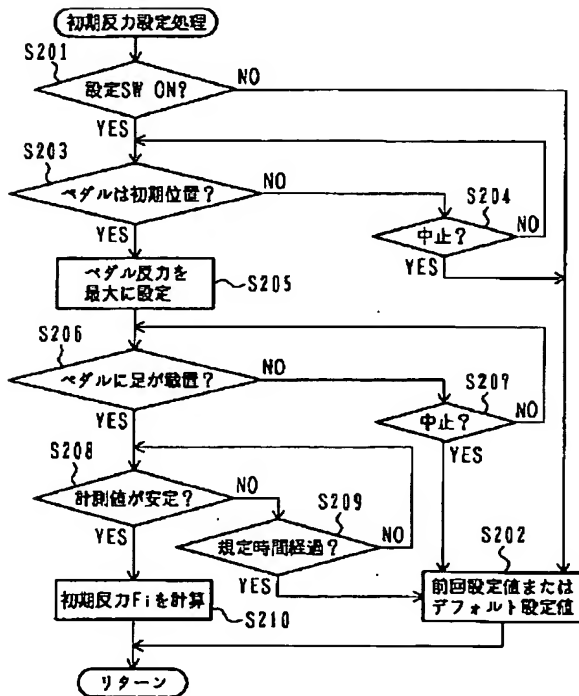 初期反力設定処理
S201
設定SW ON?
NO
YES
S203
ペダルは初期位置?
NO
S204
中止?
NO
YES
YES
ペダル反力を
最大に設定
S205
S206
ペダルに足が設置?
NO
S207
中止?
NO
YES
YES
S208
計測値が安定?
NO
S209
規定時間経過?
NO
YES
YES
S202
前回設定値または
デフォルト設定値
初期反力Fiを計算
S210
リターン